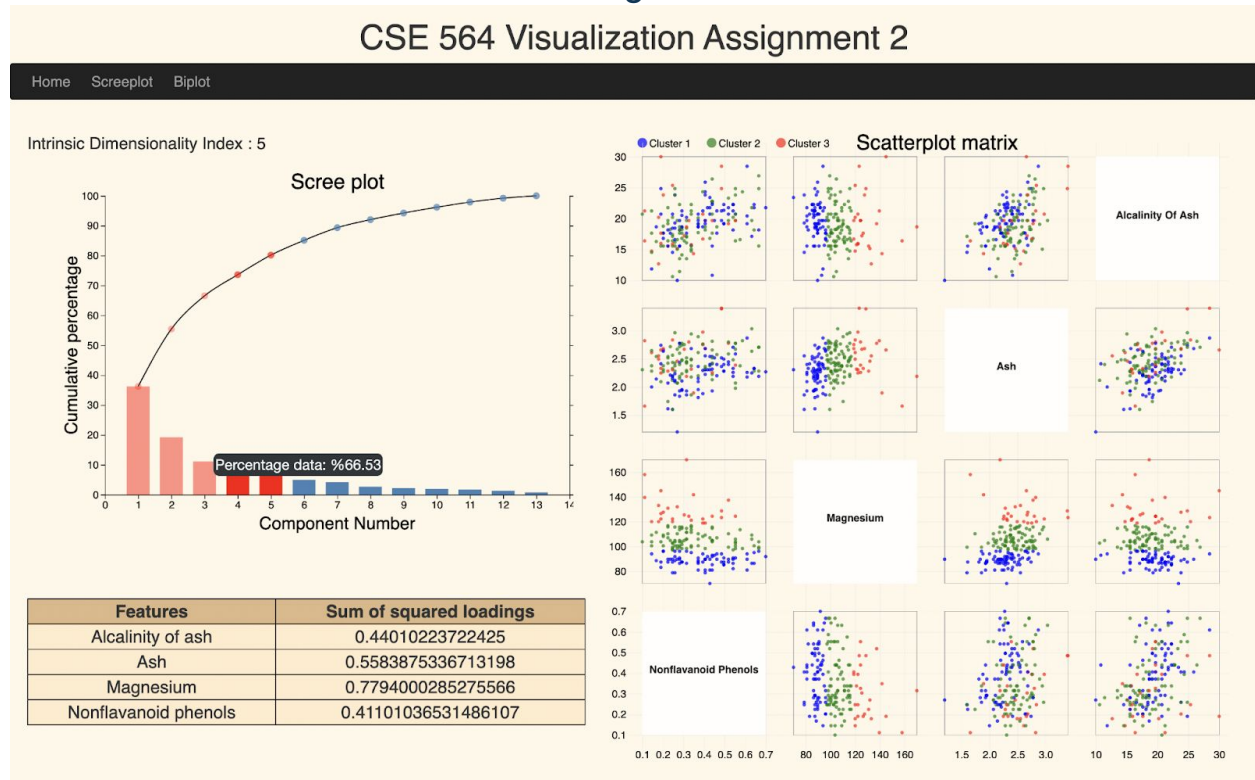 CSE 564 Visualization Assignment 2
Home Screeplot Biplot
Intrinsic Dimensionality Index : 5
Scree plot
Cumulative percentage
100
90
80
70
60
50
40
30
20
10
0
Percentage data: %66.53
0 1 2 3 4 5 6 7 8 9 10 11 12 13
Component Number
Features Sum of squared loadings
Alcalinity of ash 0.44010223722425
Ash 0.5583875336713198
Magnesium 0.7794000285275566
Nonflavanoid phenols 0.41101036531486107
Cluster 1 Cluster 2 Cluster 3 Scatterplot matrix
30
25
20
15
10
Alcalinity Of Ash
3.0
2.5
2.0
1.5
Ash
160
140
120
100
80
Magnesium
0.7
0.6
0.5
0.4
0.3
0.2
0.1
Nonflavanoid Phenols
0.1 0.2 0.3 0.4 0.5 0.6 0.7 80 100 120 140 160 1.5 2.0 2.5 3.0 10 15 20 25 30